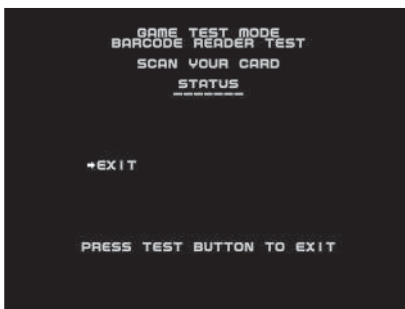 GAME TEST MODE
BARCODE READER TEST
SCAN YOUR CARD
STATUS
-------
➔EXIT
PRESS TEST BUTTON TO EXIT